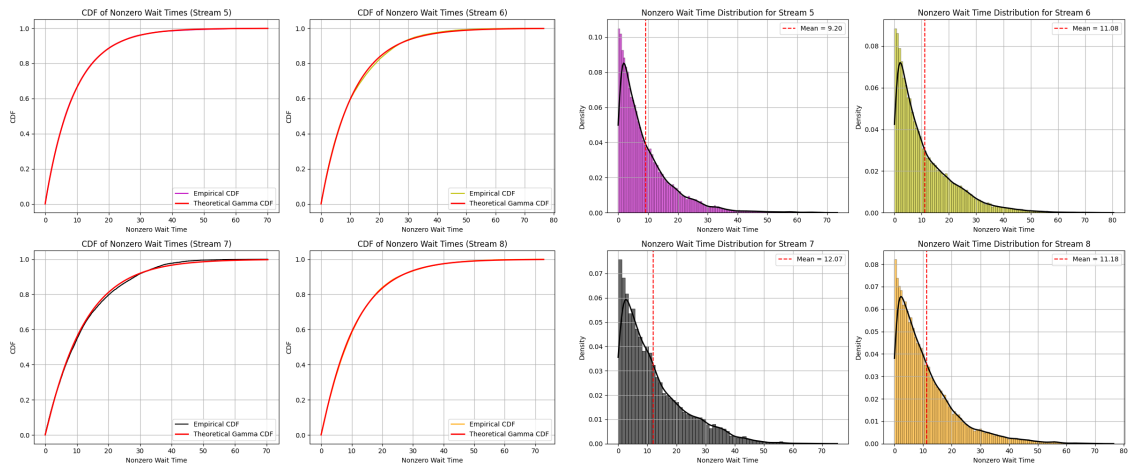 CDF of Nonzero Wait Times (Stream 5)
1.0
0.8
0.6
0.4
0.2
0.0
CDF
Empirical CDF
Theoretical Gamma CDF
0 10 20 30 40 50 60 70
Nonzero Wait Time
CDF of Nonzero Wait Times (Stream 6)
1.0
0.8
0.6
0.4
0.2
0.0
CDF
Empirical CDF
Theoretical Gamma CDF
0 10 20 30 40 50 60 70
Nonzero Wait Time
Nonzero Wait Time Distribution for Stream 5
Mean = 9.20
0.10
0.08
0.06
0.04
0.02
0.00
Density
0 10 20 30 40 50 60 70
Nonzero Wait Time
Nonzero Wait Time Distribution for Stream 6
Mean = 11.08
0.08
0.06
0.04
0.02
0.00
Density
0 10 20 30 40 50 60 70 80
Nonzero Wait Time
CDF of Nonzero Wait Times (Stream 7)
1.0
0.8
0.6
0.4
0.2
0.0
CDF
Empirical CDF
Theoretical Gamma CDF
0 10 20 30 40 50 60 70
Nonzero Wait Time
CDF of Nonzero Wait Times (Stream 8)
1.0
0.8
0.6
0.4
0.2
0.0
CDF
Empirical CDF
Theoretical Gamma CDF
0 10 20 30 40 50 60 70
Nonzero Wait Time
Nonzero Wait Time Distribution for Stream 7
Mean = 12.07
0.07
0.06
0.05
0.04
0.03
0.02
0.01
0.00
Density
0 10 20 30 40 50 60 70
Nonzero Wait Time
Nonzero Wait Time Distribution for Stream 8
Mean = 11.18
0.08
0.07
0.06
0.05
0.04
0.03
0.02
0.01
0.00
Density
0 10 20 30 40 50 60 70 80
Nonzero Wait Time